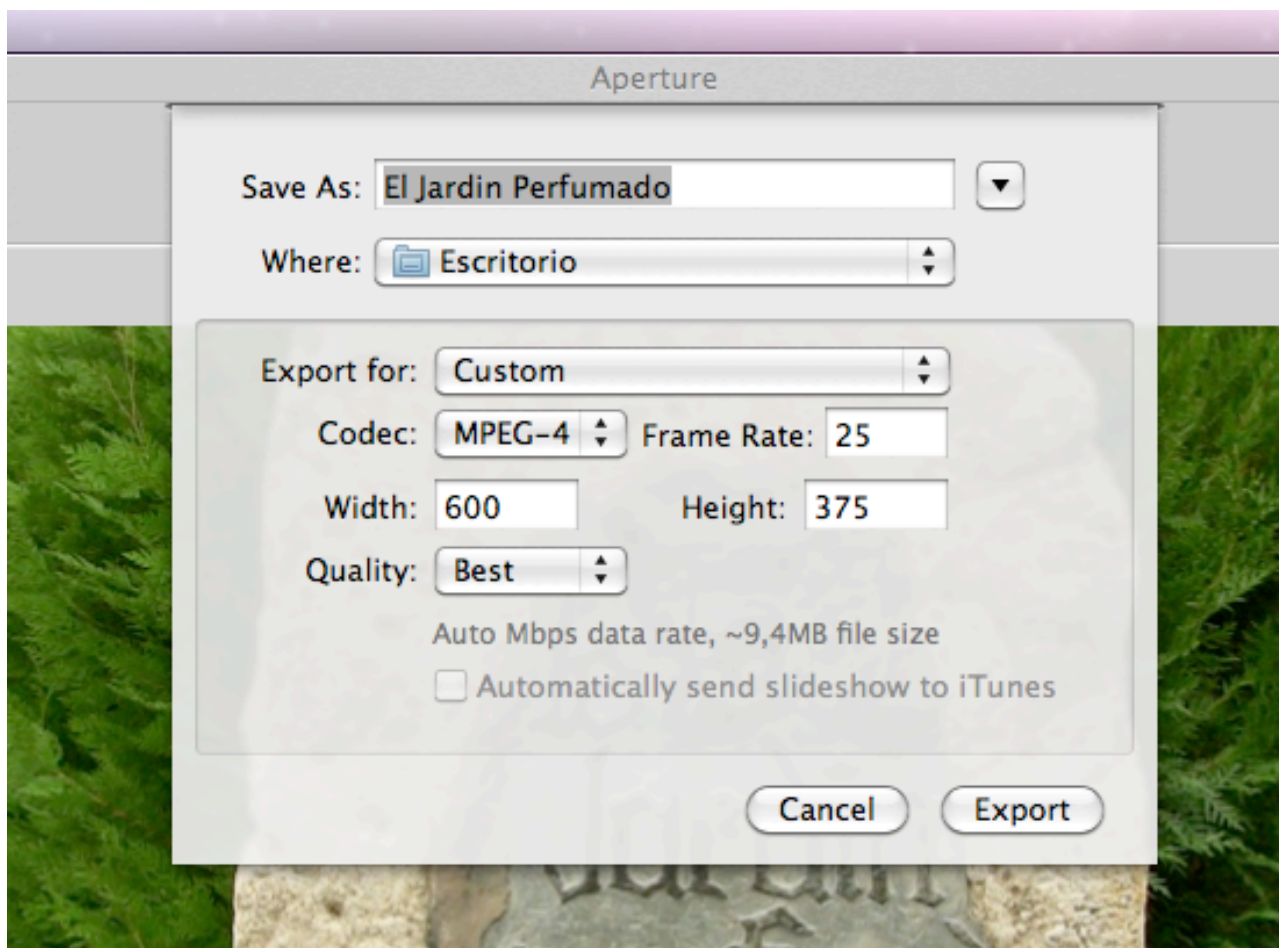 Aperture
Save As: El Jardin Perfumado
Where: Escritorio
Export for: Custom
Codec: MPEG-4 Frame Rate: 25
Width: 600 Height: 375
Quality: Best
Auto Mbps data rate, ~9,4MB file size
Automatically send slideshow to iTunes
Cancel Export
Jardin